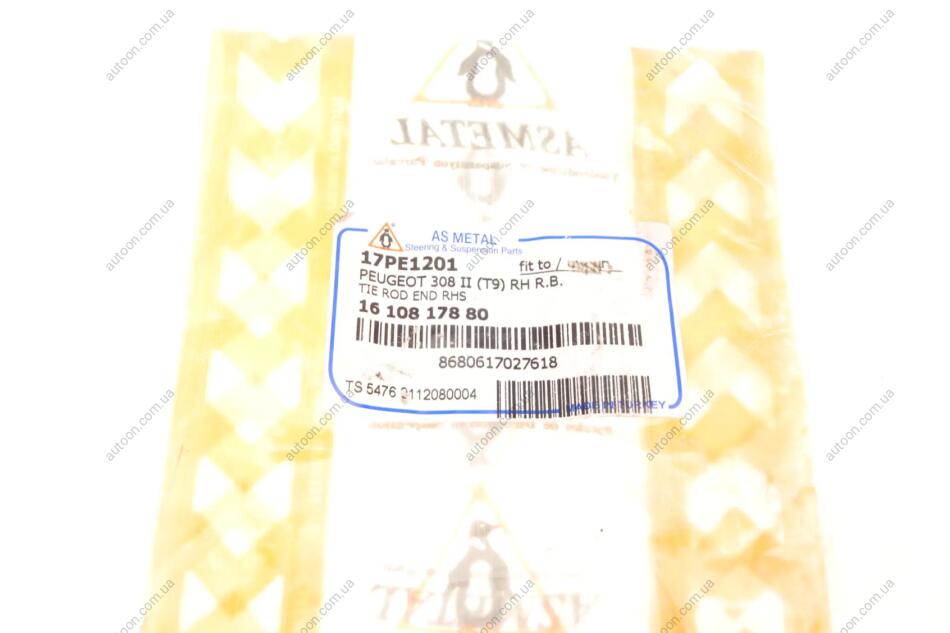 ASMETAL
AS METAL
Steering & Suspension Parts
17PE1201
fit to /
PEUGEOT 308 II (T9) RH R.B.
TIE ROD END RHS
16 108 178 80
8680617027618
TS 5476 0112080004
MADE IN TURKEY
autoon.com.ua